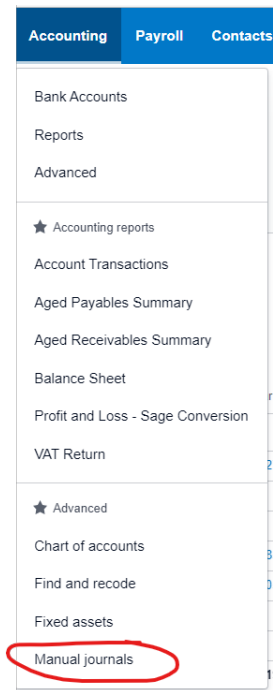 Accounting Payroll Contacts
Bank Accounts
Reports
Advanced
Accounting reports
Account Transactions
Aged Payables Summary
Aged Receivables Summary
Balance Sheet
Profit and Loss - Sage Conversion
VAT Return
Advanced
Chart of accounts
Find and recode
Fixed assets
Manual journals